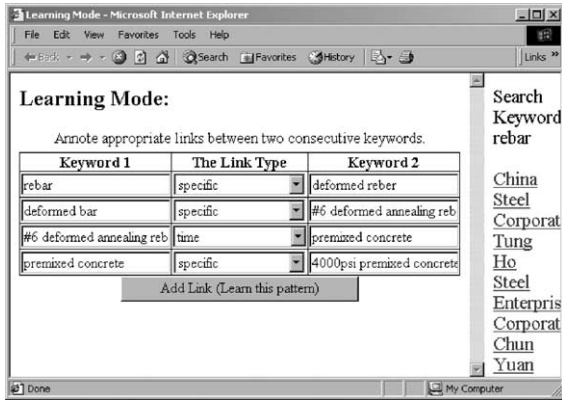 Learning Mode - Microsoft Internet Explorer
File Edit View Favorites Tools Help
Back Search Favorites History Links »
Learning Mode:
Annote appropriate links between two consecutive keywords.
Keyword 1 The Link Type Keyword 2
rebar specific deformed reber
deformed bar specific #6 deformed annealing reb
#6 deformed annealing reb time premixed concrete
premixed concrete specific 4000psi premixed concrete
Add Link (Learn this pattern)
Search
Keyword
rebar
China
Steel
Corporat
Tung
Ho
Steel
Enterpris
Corporat
Chun
Yuan
Done My Computer